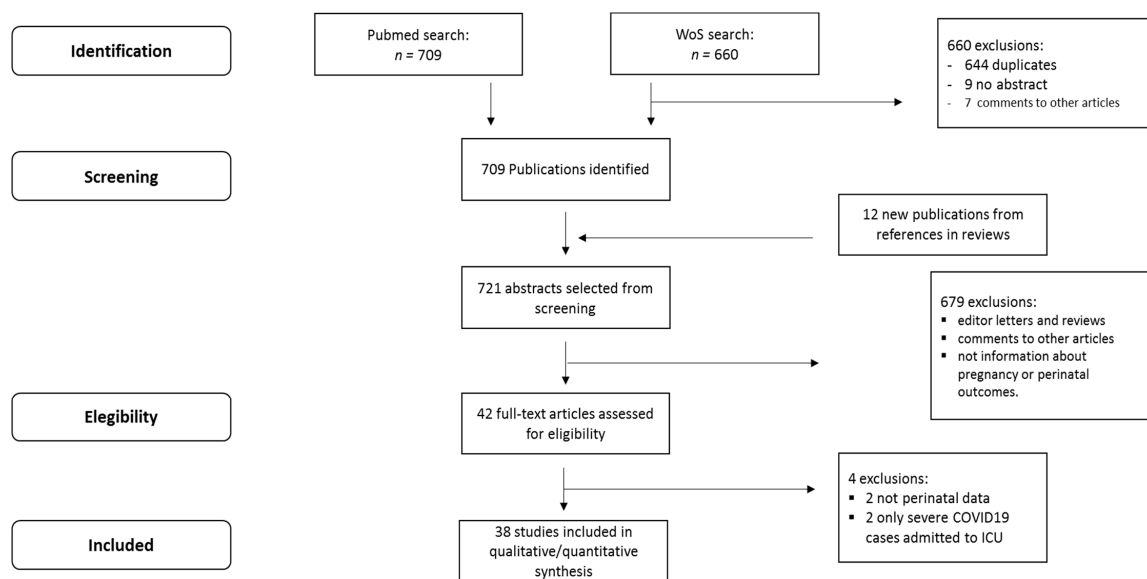 Identification
Pubmed search:
n = 709
WoS search:
n = 660
660 exclusions:
- 644 duplicates
- 9 no abstract
- 7 comments to other articles
Screening
709 Publications identified
12 new publications from
references in reviews
721 abstracts selected from
screening
679 exclusions:
▪ editor letters and reviews
▪ comments to other articles
▪ not information about
pregnancy or perinatal
outcomes.
Elegibility
42 full-text articles assessed
for eligibility
4 exclusions:
▪ 2 not perinatal data
▪ 2 only severe COVID19
cases admitted to ICU
Included
38 studies included in
qualitative/quantitative
synthesis